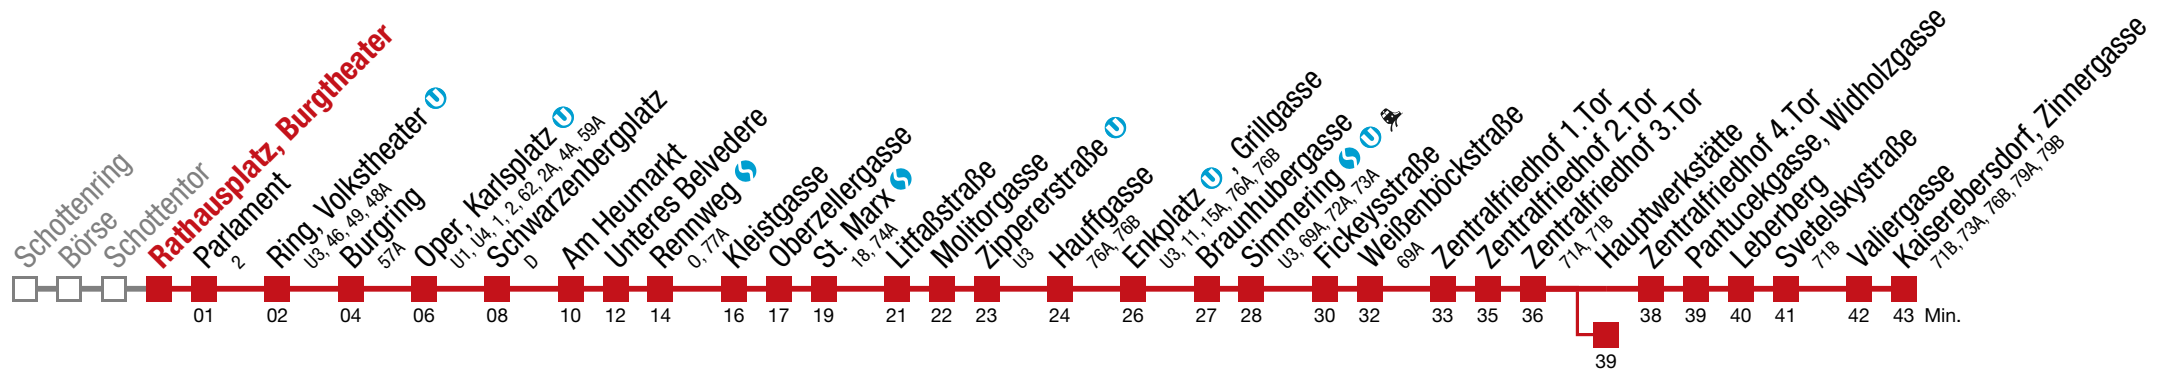 Schottenring
Börse
Schottentor
Rathausplatz, Burgtheater
Parlament
2
Ring, Volkstheater U
U3, 46, 49, 48A
Burgring
57A
Oper, Karlsplatz U
U1, U4, 1, 2, 62, 2A, 4A, 59A
Schwarzenbergplatz
D
Am Heumarkt
Unteres Belvedere
Rennweg S
O, 77A
Kleistgasse
Oberzellergasse
St. Marx S
18, 74A
Litfaßstraße
Molitorgasse
Zippererstraße U
U3
Hauffgasse
76A, 76B
Enkplatz U, Grillgasse
U3, 11, 15A, 76A, 76B
Braunhubergasse
Simmering S U
U3, 69A, 72A, 73A
Fickeysstraße
Weißenböckstraße
69A
Zentralfriedhof 1.Tor
Zentralfriedhof 2.Tor
Zentralfriedhof 3.Tor
71A, 71B
Hauptwerkstätte
Zentralfriedhof 4.Tor
Pantucekgasse, Widholzgasse
Leberberg
Svetelskystraße
71B
Valiergasse
Kaiserebersdorf, Zinnergasse
71B, 73A, 76B, 79A, 79B
01 02 04 06 08 10 12 14 16 17 19 21 22 23 24 26 27 28 30 32 33 35 36 38 39 40 41 42 43 Min.
39